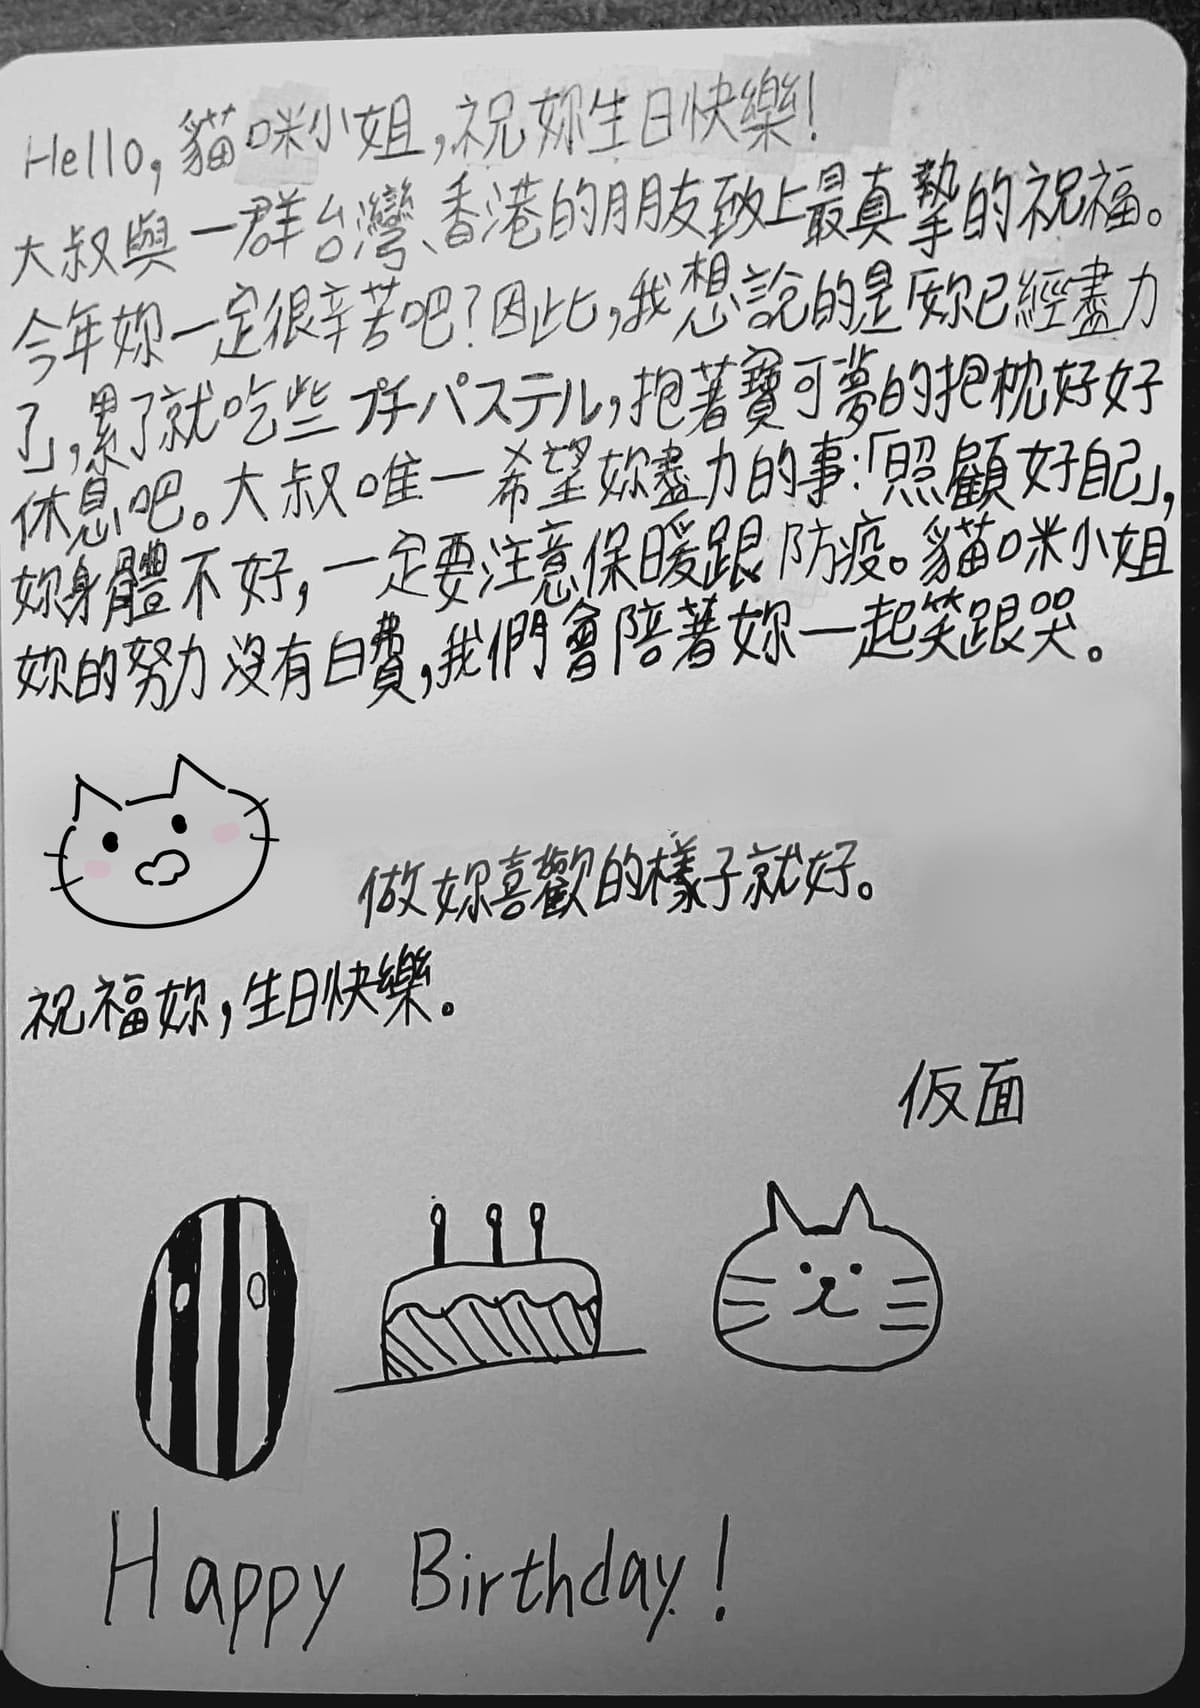 Hello, 貓咪小姐,祝妳生日快樂!
大叔與一群台灣、香港的朋友致上最真摯的祝福。
今年妳一定很辛苦吧?因此,我想說的是「妳已經盡力
了」,累了就吃些プチパステル,抱著寶可夢的抱枕好好
休息吧。大叔唯一希望妳盡力的事:「照顧好自己」,
妳身體不好,一定要注意保暖跟防疫。貓咪小姐
妳的努力沒有白費,我們會陪著妳一起笑跟哭。
做妳喜歡的樣子就好。
祝福妳,生日快樂。
仮面
Happy Birthday!